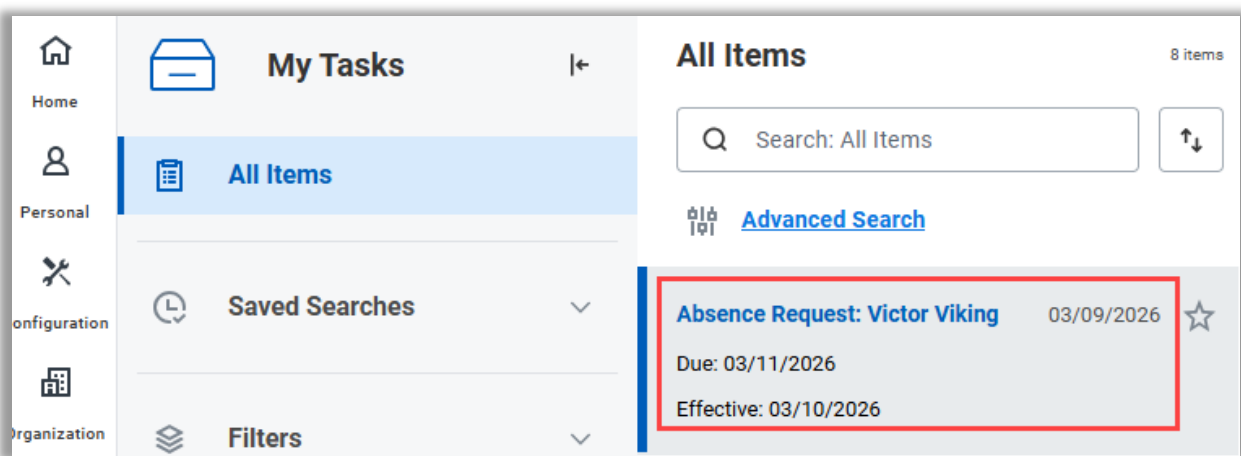 Home
Personal
onfiguration
rganization
My Tasks
All Items
Saved Searches
Filters
All Items
8 items
Search: All Items
Advanced Search
Absence Request: Victor Viking
03/09/2026
Due: 03/11/2026
Effective: 03/10/2026